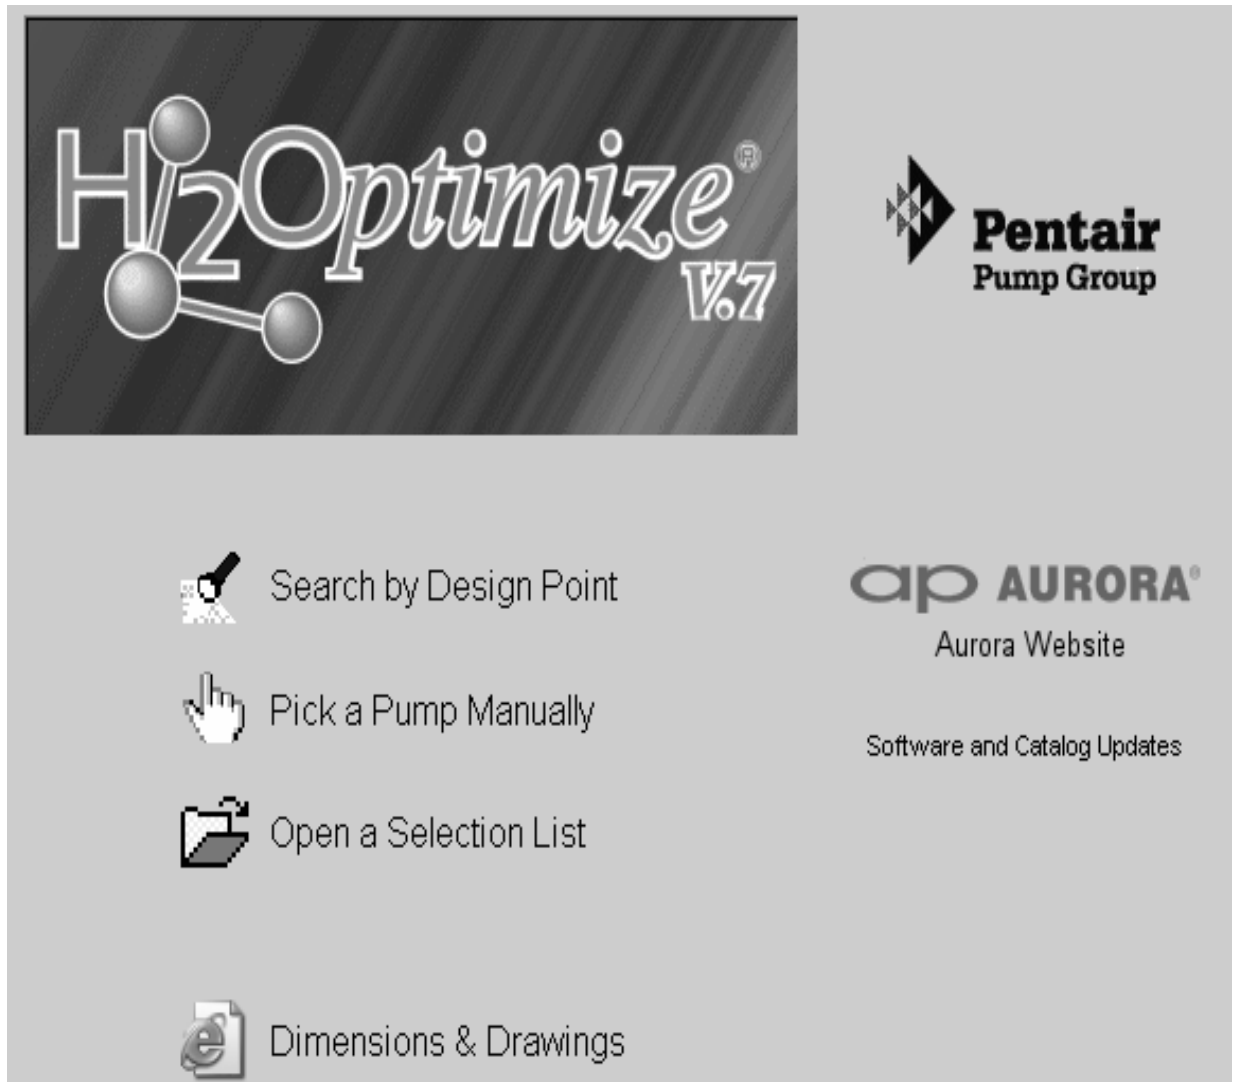 H2Optimize®
V.7
Pentair
Pump Group
Search by Design Point
ap AURORA®
Aurora Website
Pick a Pump Manually
Software and Catalog Updates
Open a Selection List
Dimensions & Drawings